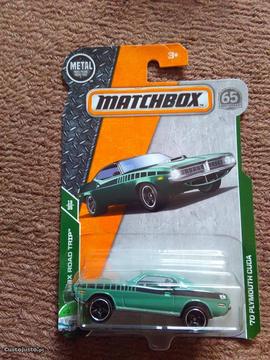 METAL
3+
MATCHBOX
65
MBX ROAD TRIP
'70 PLYMOUTH CUDA
CustoJusto.pt